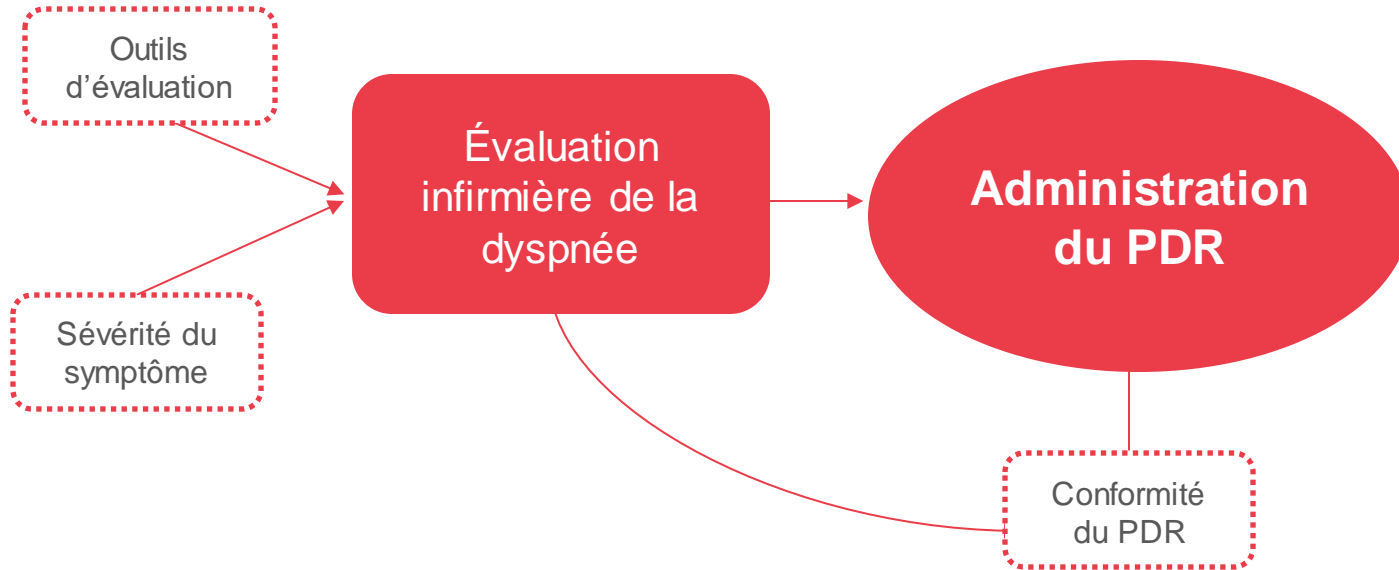 Outils
d’évaluation
Évaluation
infirmière de la
dyspnée
Administration
du PDR
Sévérité du
symptôme
Conformité
du PDR